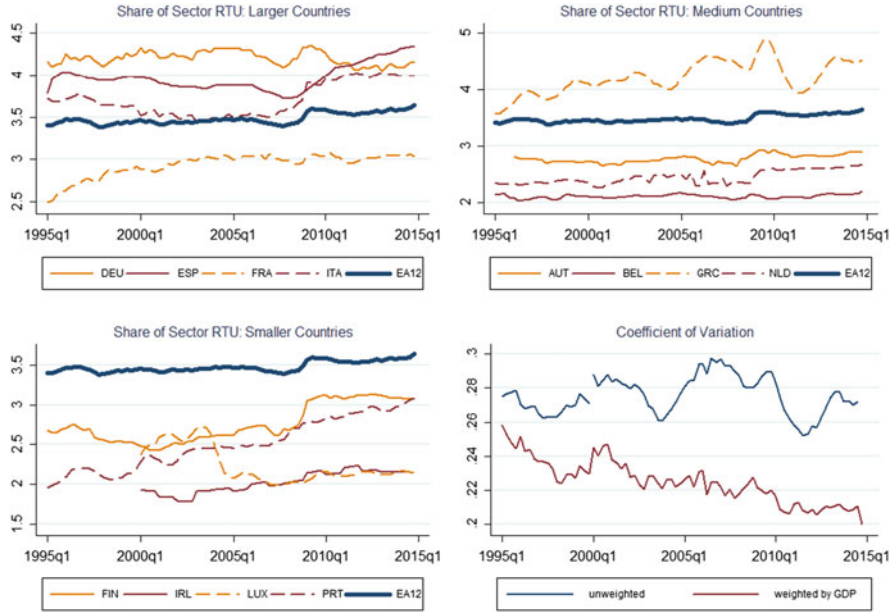 Share of Sector RTU: Larger Countries
4.5
4
3.5
3
2.5
1995q1 2000q1 2005q1 2010q1 2015q1
DEU ESP FRA ITA EA12
Share of Sector RTU: Medium Countries
5
4
3
2
1995q1 2000q1 2005q1 2010q1 2015q1
AUT BEL GRC NLD EA12
Share of Sector RTU: Smaller Countries
3.5
3
2.5
2
1.5
1995q1 2000q1 2005q1 2010q1 2015q1
FIN IRL LUX PRT EA12
Coefficient of Variation
.3
.28
.26
.24
.22
.2
1995q1 2000q1 2005q1 2010q1 2015q1
unweighted weighted by GDP